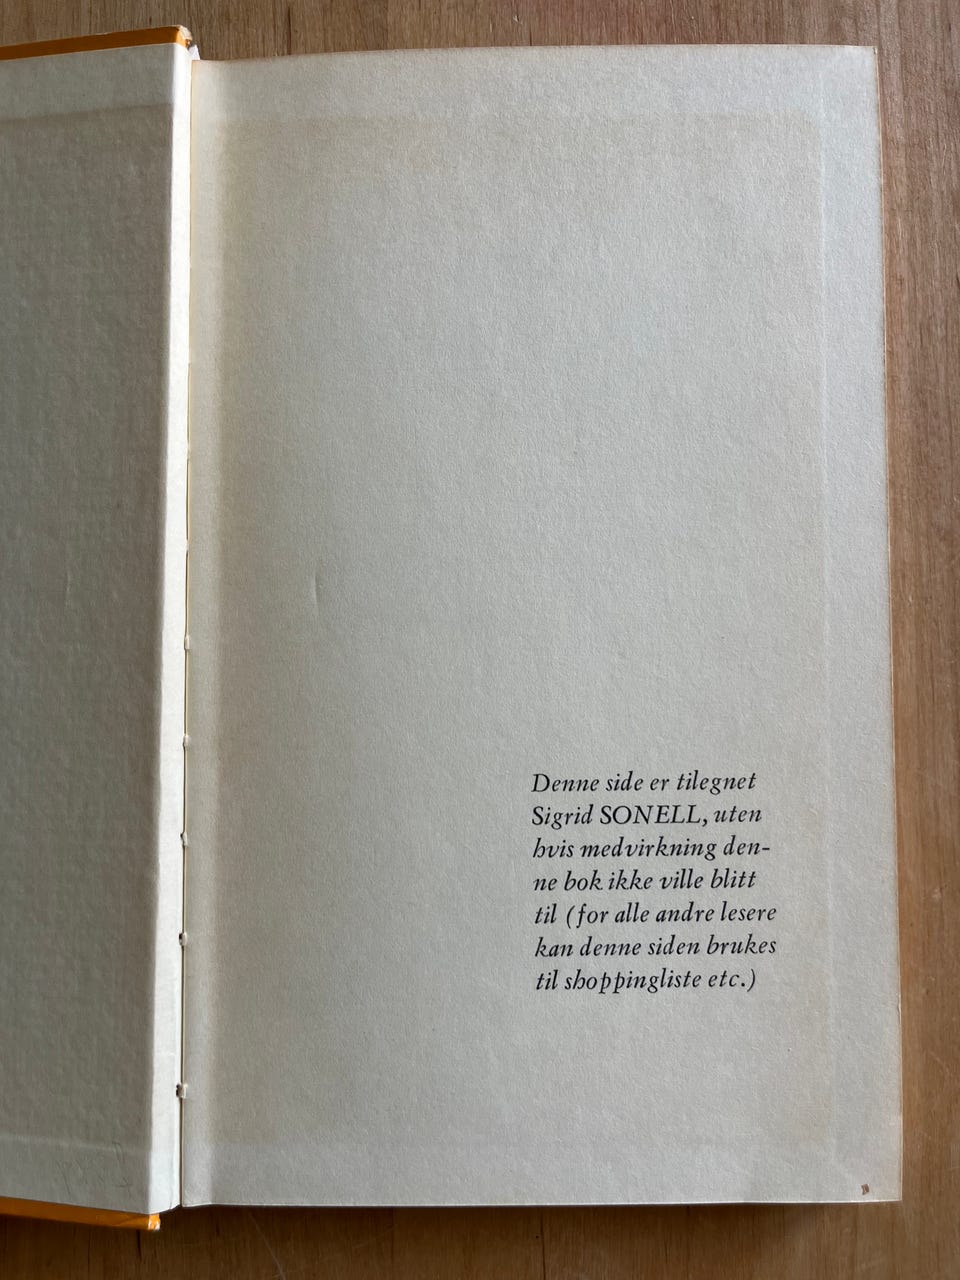 Denne side er tilegnet
Sigrid SONELL, uten
hvis medvirkning den-
ne bok ikke ville blitt
til (for alle andre lesere
kan denne siden brukes
til shoppingliste etc.)